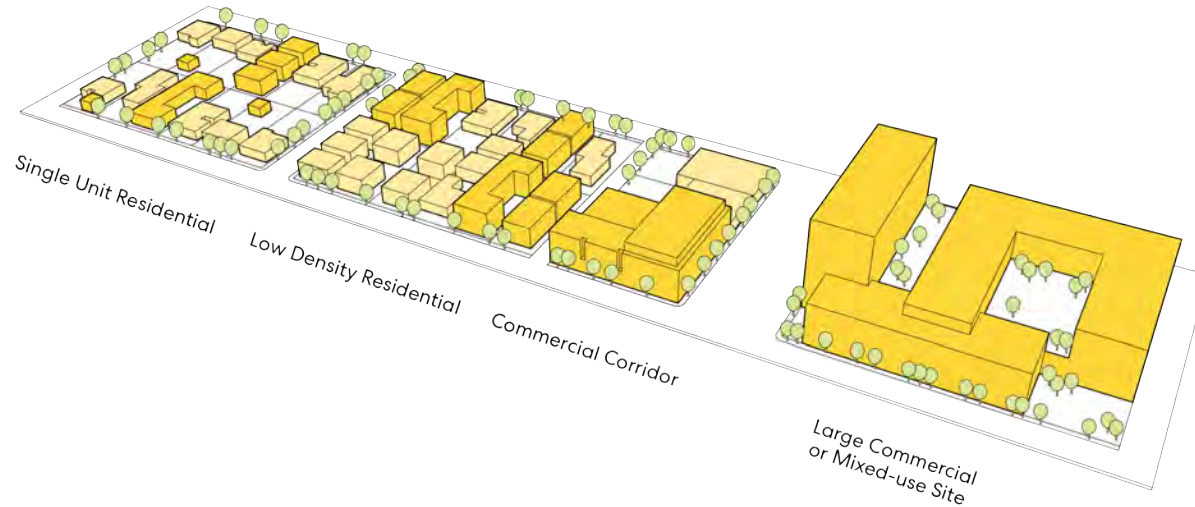 Single Unit Residential
Low Density Residential
Commercial Corridor
Large Commercial
or Mixed-use Site